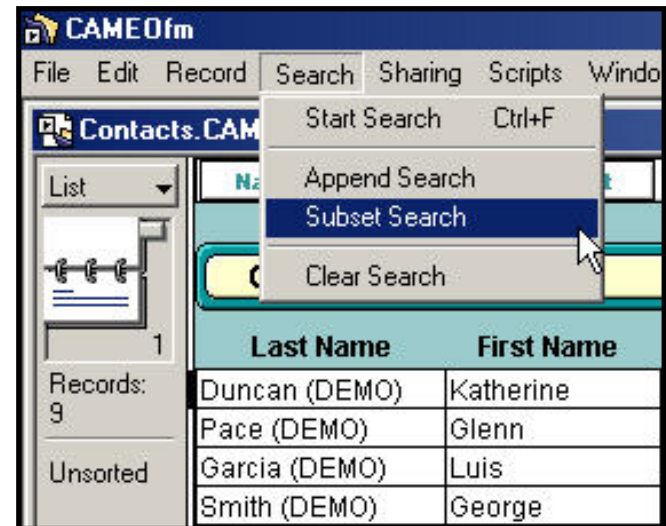 CAMEOfm
File Edit Record Search Sharing Scripts Windo
Contacts.CAM
Start Search Ctrl+F
Append Search
Subset Search
Clear Search
List
1
Records:
9
Unsorted
Last Name First Name
Duncan (DEMO) Katherine
Pace (DEMO) Glenn
Garcia (DEMO) Luis
Smith (DEMO) George